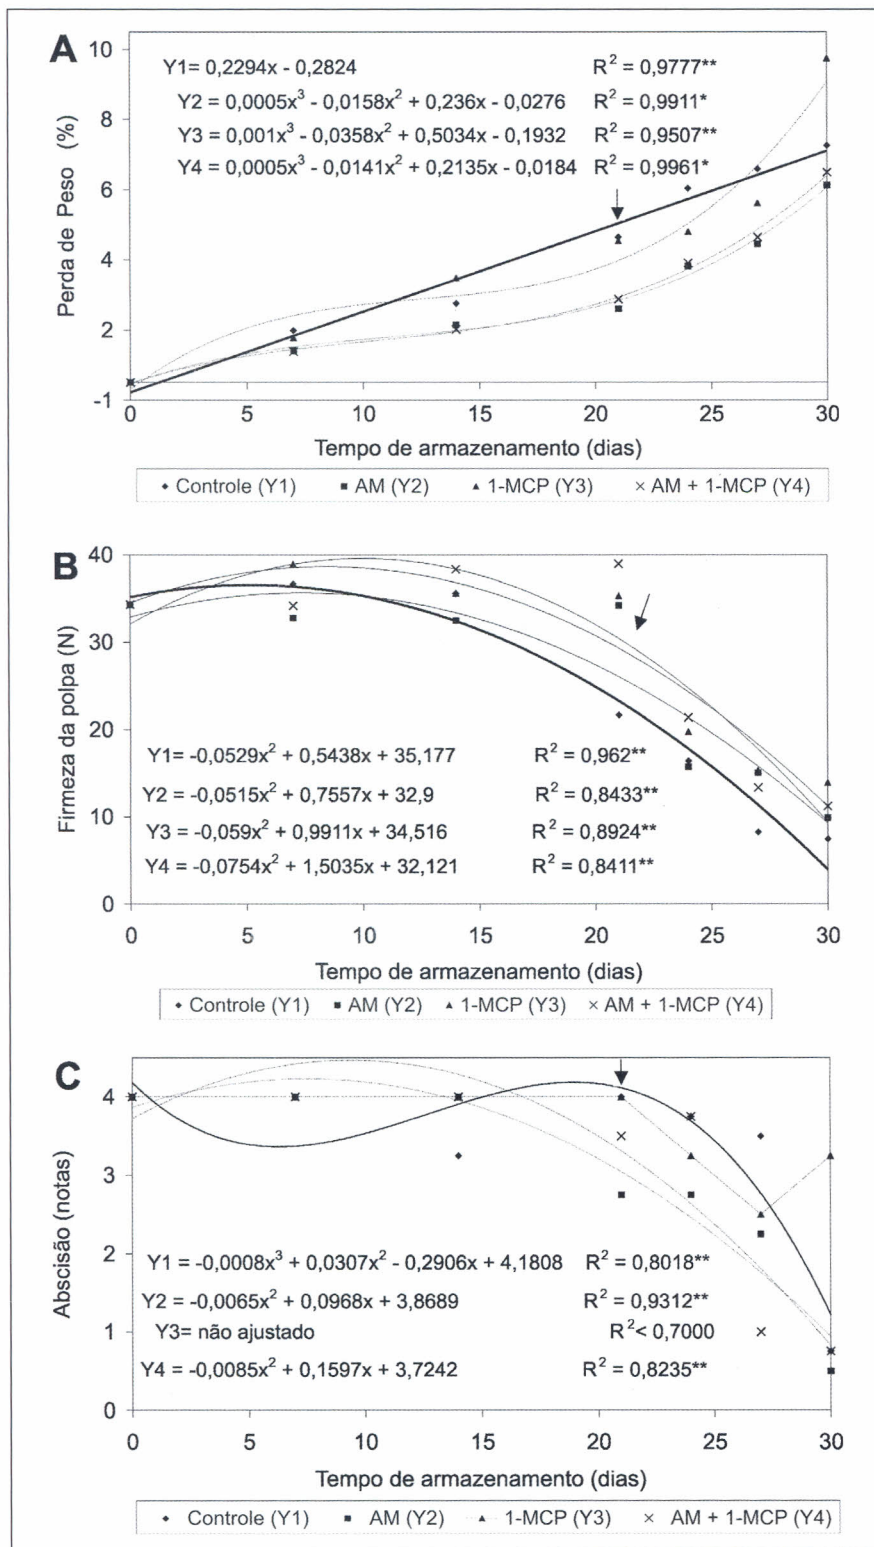 A
Perda de Peso (%)
10
8
6
4
2
-1
Y1= 0,2294x - 0,2824 R² = 0,9777**
Y2 = 0,0005x³ - 0,0158x² + 0,236x - 0,0276 R² = 0,9911*
Y3 = 0,001x³ - 0,0358x² + 0,5034x - 0,1932 R² = 0,9507**
Y4 = 0,0005x³ - 0,0141x² + 0,2135x - 0,0184 R² = 0,9961*
0 5 10 15 20 25 30
Tempo de armazenamento (dias)
Controle (Y1) AM (Y2) 1-MCP (Y3) AM + 1-MCP (Y4)
B
Firmeza da polpa (N)
40
30
20
10
0
Y1= -0,0529x² + 0,5438x + 35,177 R² = 0,962**
Y2 = -0,0515x² + 0,7557x + 32,9 R² = 0,8433**
Y3 = -0,059x² + 0,9911x + 34,516 R² = 0,8924**
Y4 = -0,0754x² + 1,5035x + 32,121 R² = 0,8411**
0 5 10 15 20 25 30
Tempo de armazenamento (dias)
Controle (Y1) AM (Y2) 1-MCP (Y3) AM + 1-MCP (Y4)
C
Abscisão (notas)
4
3
2
1
0
Y1 = -0,0008x³ + 0,0307x² - 0,2906x + 4,1808 R² = 0,8018**
Y2 = -0,0065x² + 0,0968x + 3,8689 R² = 0,9312**
Y3= não ajustado R²< 0,7000
Y4 = -0,0085x² + 0,1597x + 3,7242 R² = 0,8235**
0 5 10 15 20 25 30
Tempo de armazenamento (dias)
Controle (Y1) AM (Y2) 1-MCP (Y3) AM + 1-MCP (Y4)